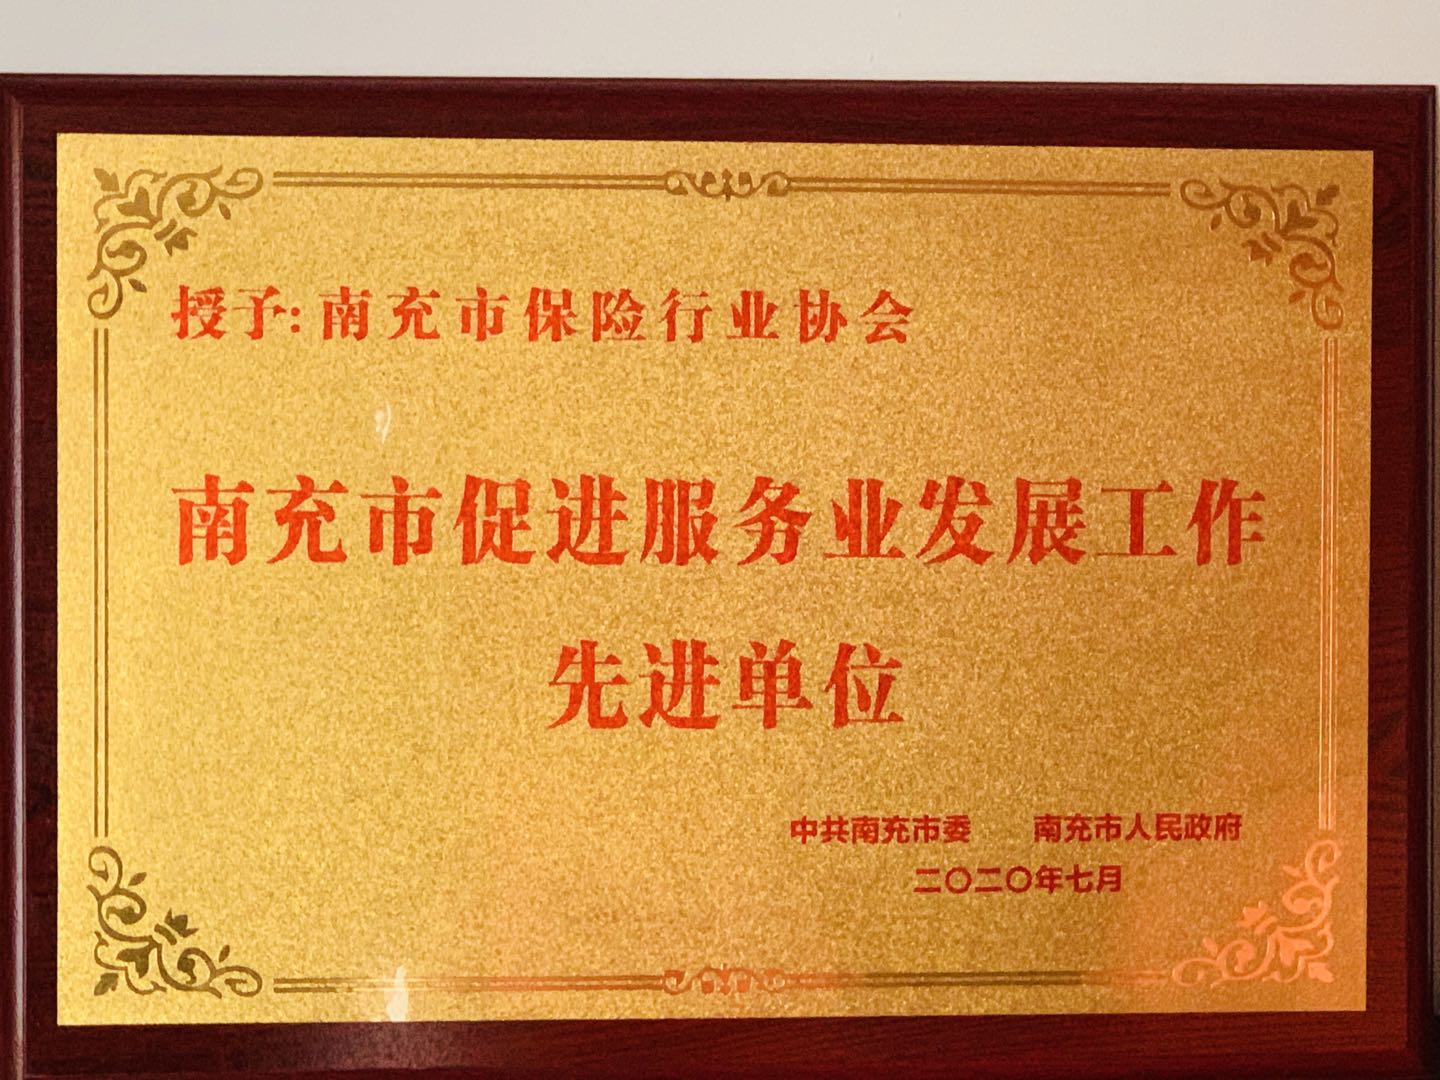 授予:南充市保险行业协会
南充市促进服务业发展工作
先进单位
中共南充市委 南充市人民政府
二〇二〇年七月